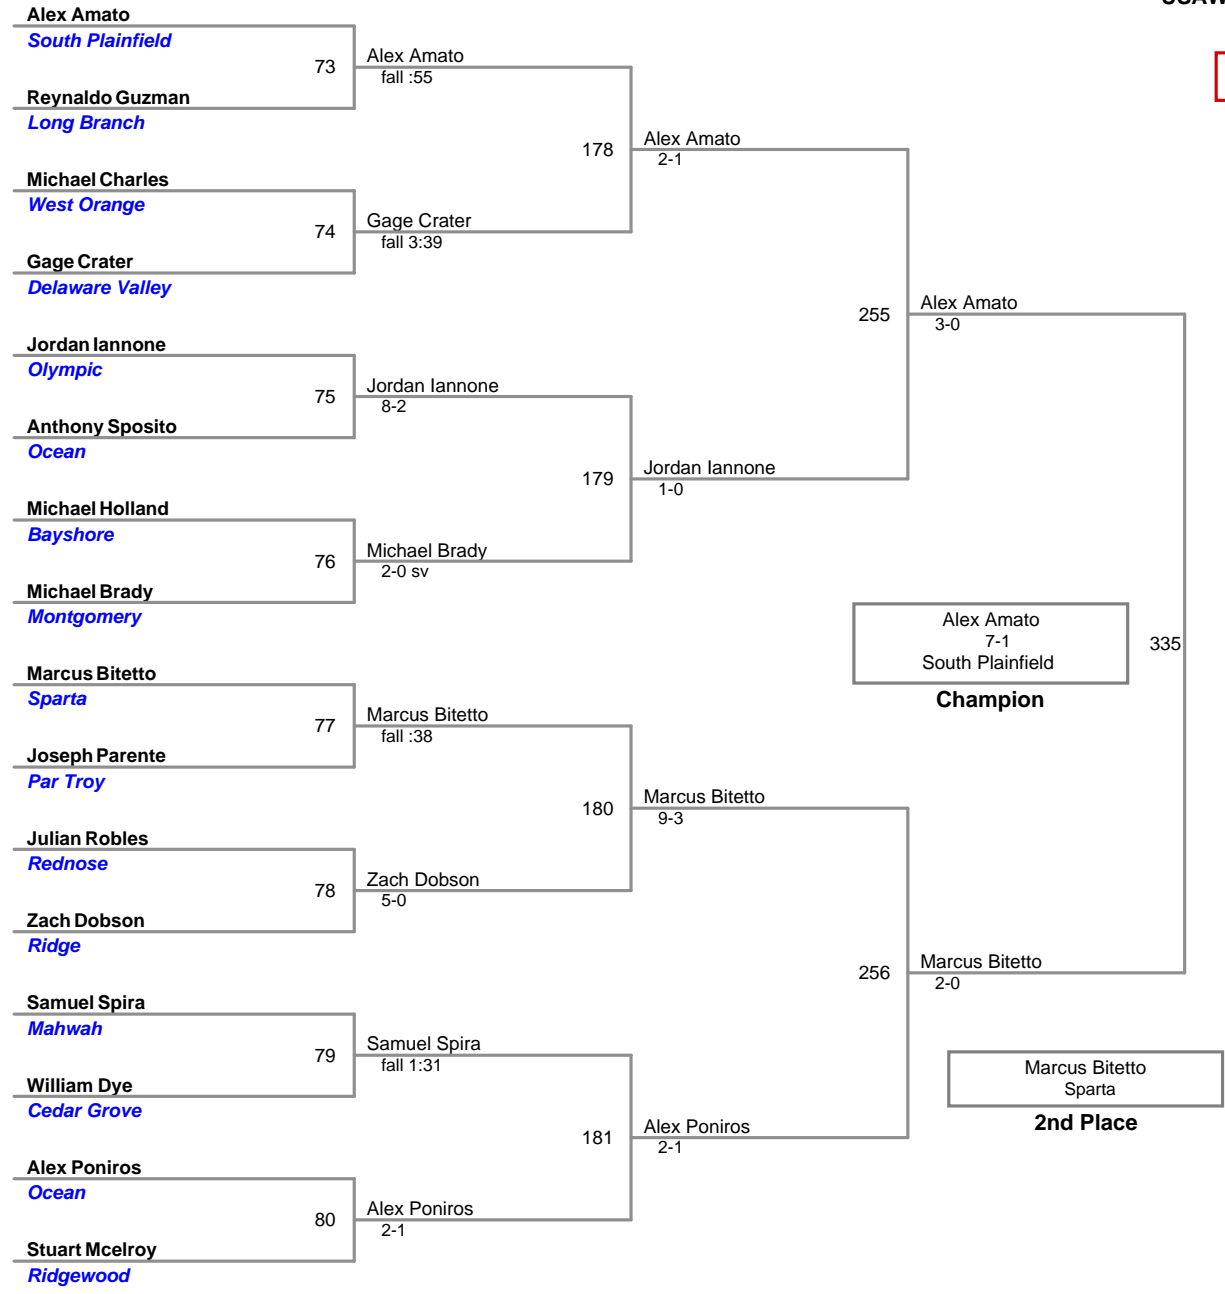 Alex Amato
South Plainfield
73
Alex Amato
fall :55
Reynaldo Guzman
Long Branch
178
Alex Amato
2-1
Michael Charles
West Orange
74
Gage Crater
fall 3:39
Gage Crater
Delaware Valley
255
Alex Amato
3-0
Jordan Iannone
Olympic
75
Jordan Iannone
8-2
Anthony Sposito
Ocean
179
Jordan Iannone
1-0
Michael Holland
Bayshore
76
Michael Brady
2-0 sv
Michael Brady
Montgomery
Alex Amato
7-1
South Plainfield
Champion
335
Marcus Bitetto
Sparta
77
Marcus Bitetto
fall :38
Joseph Parente
Par Troy
180
Marcus Bitetto
9-3
Julian Robles
Rednose
78
Zach Dobson
5-0
Zach Dobson
Ridge
256
Marcus Bitetto
2-0
Samuel Spira
Mahwah
79
Samuel Spira
fall 1:31
William Dye
Cedar Grove
Marcus Bitetto
Sparta
2nd Place
181
Alex Poniros
2-1
Alex Poniros
Ocean
80
Alex Poniros
2-1
Stuart Mcelroy
Ridgewood